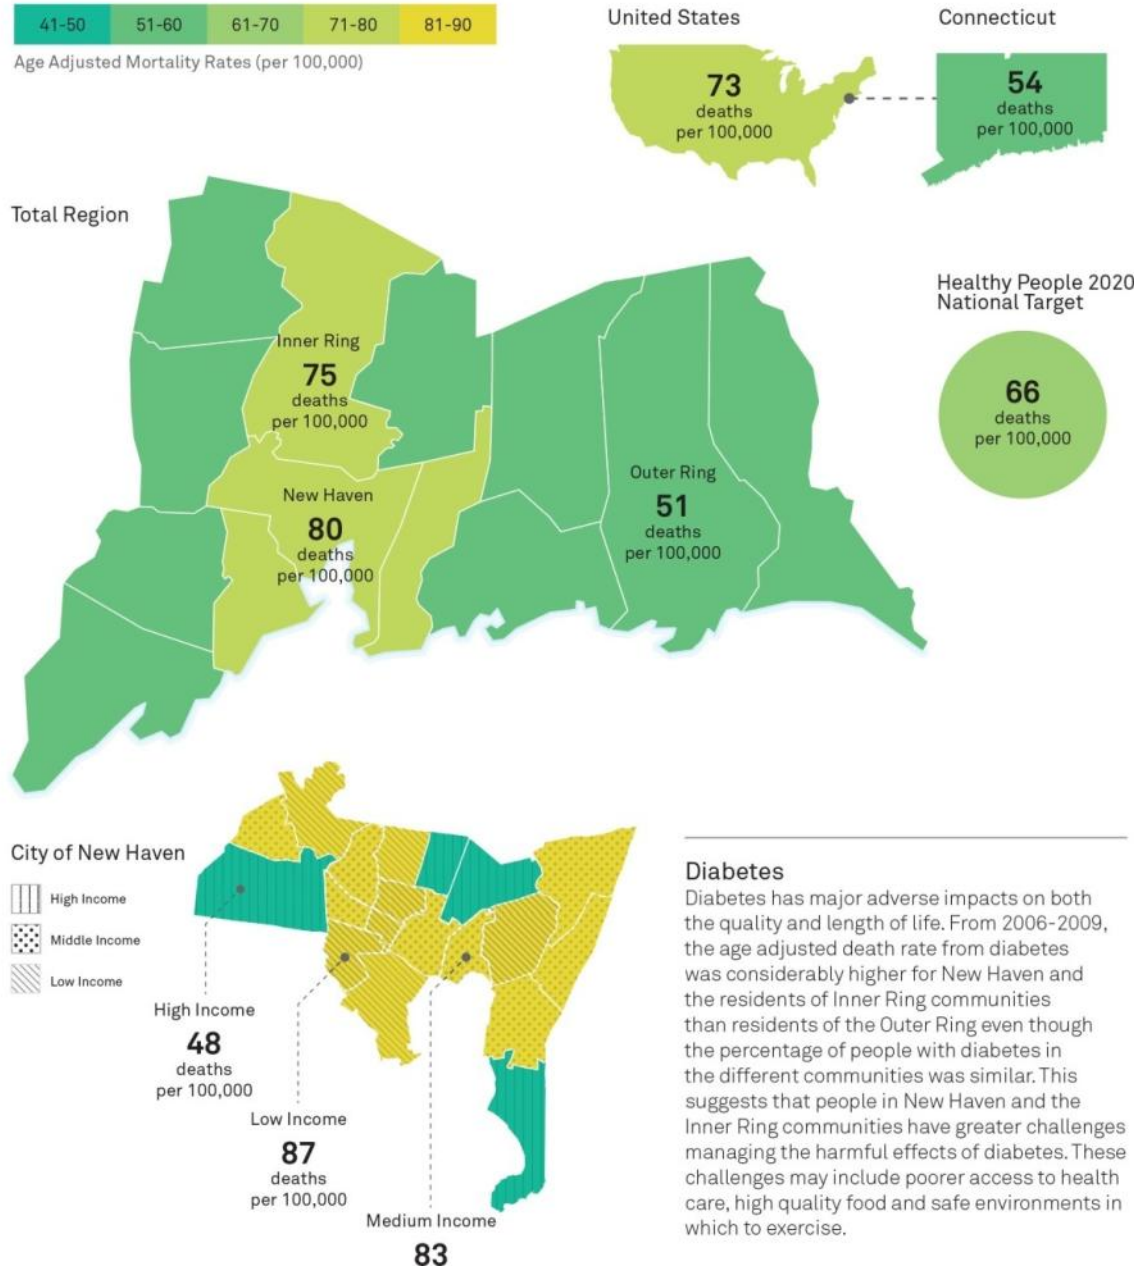 41-50 51-60 61-70 71-80 81-90
Age Adjusted Mortality Rates (per 100,000)
United States
73
deaths
per 100,000
Connecticut
54
deaths
per 100,000
Total Region
Healthy People 2020
National Target
66
deaths
per 100,000
Inner Ring
75
deaths
per 100,000
New Haven
80
deaths
per 100,000
Outer Ring
51
deaths
per 100,000
City of New Haven
High Income
Middle Income
Low Income
High Income
48
deaths
per 100,000
Low Income
87
deaths
per 100,000
Medium Income
83
Diabetes
Diabetes has major adverse impacts on both
the quality and length of life. From 2006-2009,
the age adjusted death rate from diabetes
was considerably higher for New Haven and
the residents of Inner Ring communities
than residents of the Outer Ring even though
the percentage of people with diabetes in
the different communities was similar. This
suggests that people in New Haven and the
Inner Ring communities have greater challenges
managing the harmful effects of diabetes. These
challenges may include poorer access to health
care, high quality food and safe environments in
which to exercise.